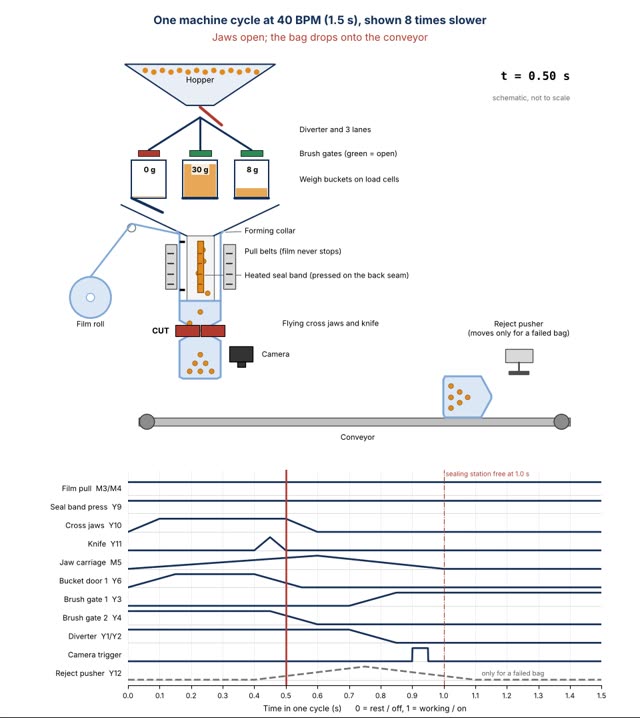 One machine cycle at 40 BPM (1.5 s), shown 8 times slower
Jaws open; the bag drops onto the conveyor
t = 0.50 s
schematic, not to scale
Hopper
Diverter and 3 lanes
Brush gates (green = open)
0 g
30 g
8 g
Weigh buckets on load cells
Forming collar
Pull belts (film never stops)
Heated seal band (pressed on the back seam)
Film roll
CUT
Flying cross jaws and knife
Reject pusher
(moves only for a failed bag)
Camera
Conveyor
sealing station free at 1.0 s
Film pull M3/M4
Seal band press Y9
Cross jaws Y10
Knife Y11
Jaw carriage M5
Bucket door 1 Y6
Brush gate 1 Y3
Brush gate 2 Y4
Diverter Y1/Y2
Camera trigger
Reject pusher Y12
only for a failed bag
0.0 0.1 0.2 0.3 0.4 0.5 0.6 0.7 0.8 0.9 1.0 1.1 1.2 1.3 1.4 1.5
Time in one cycle (s) 0 = rest / off, 1 = working / on